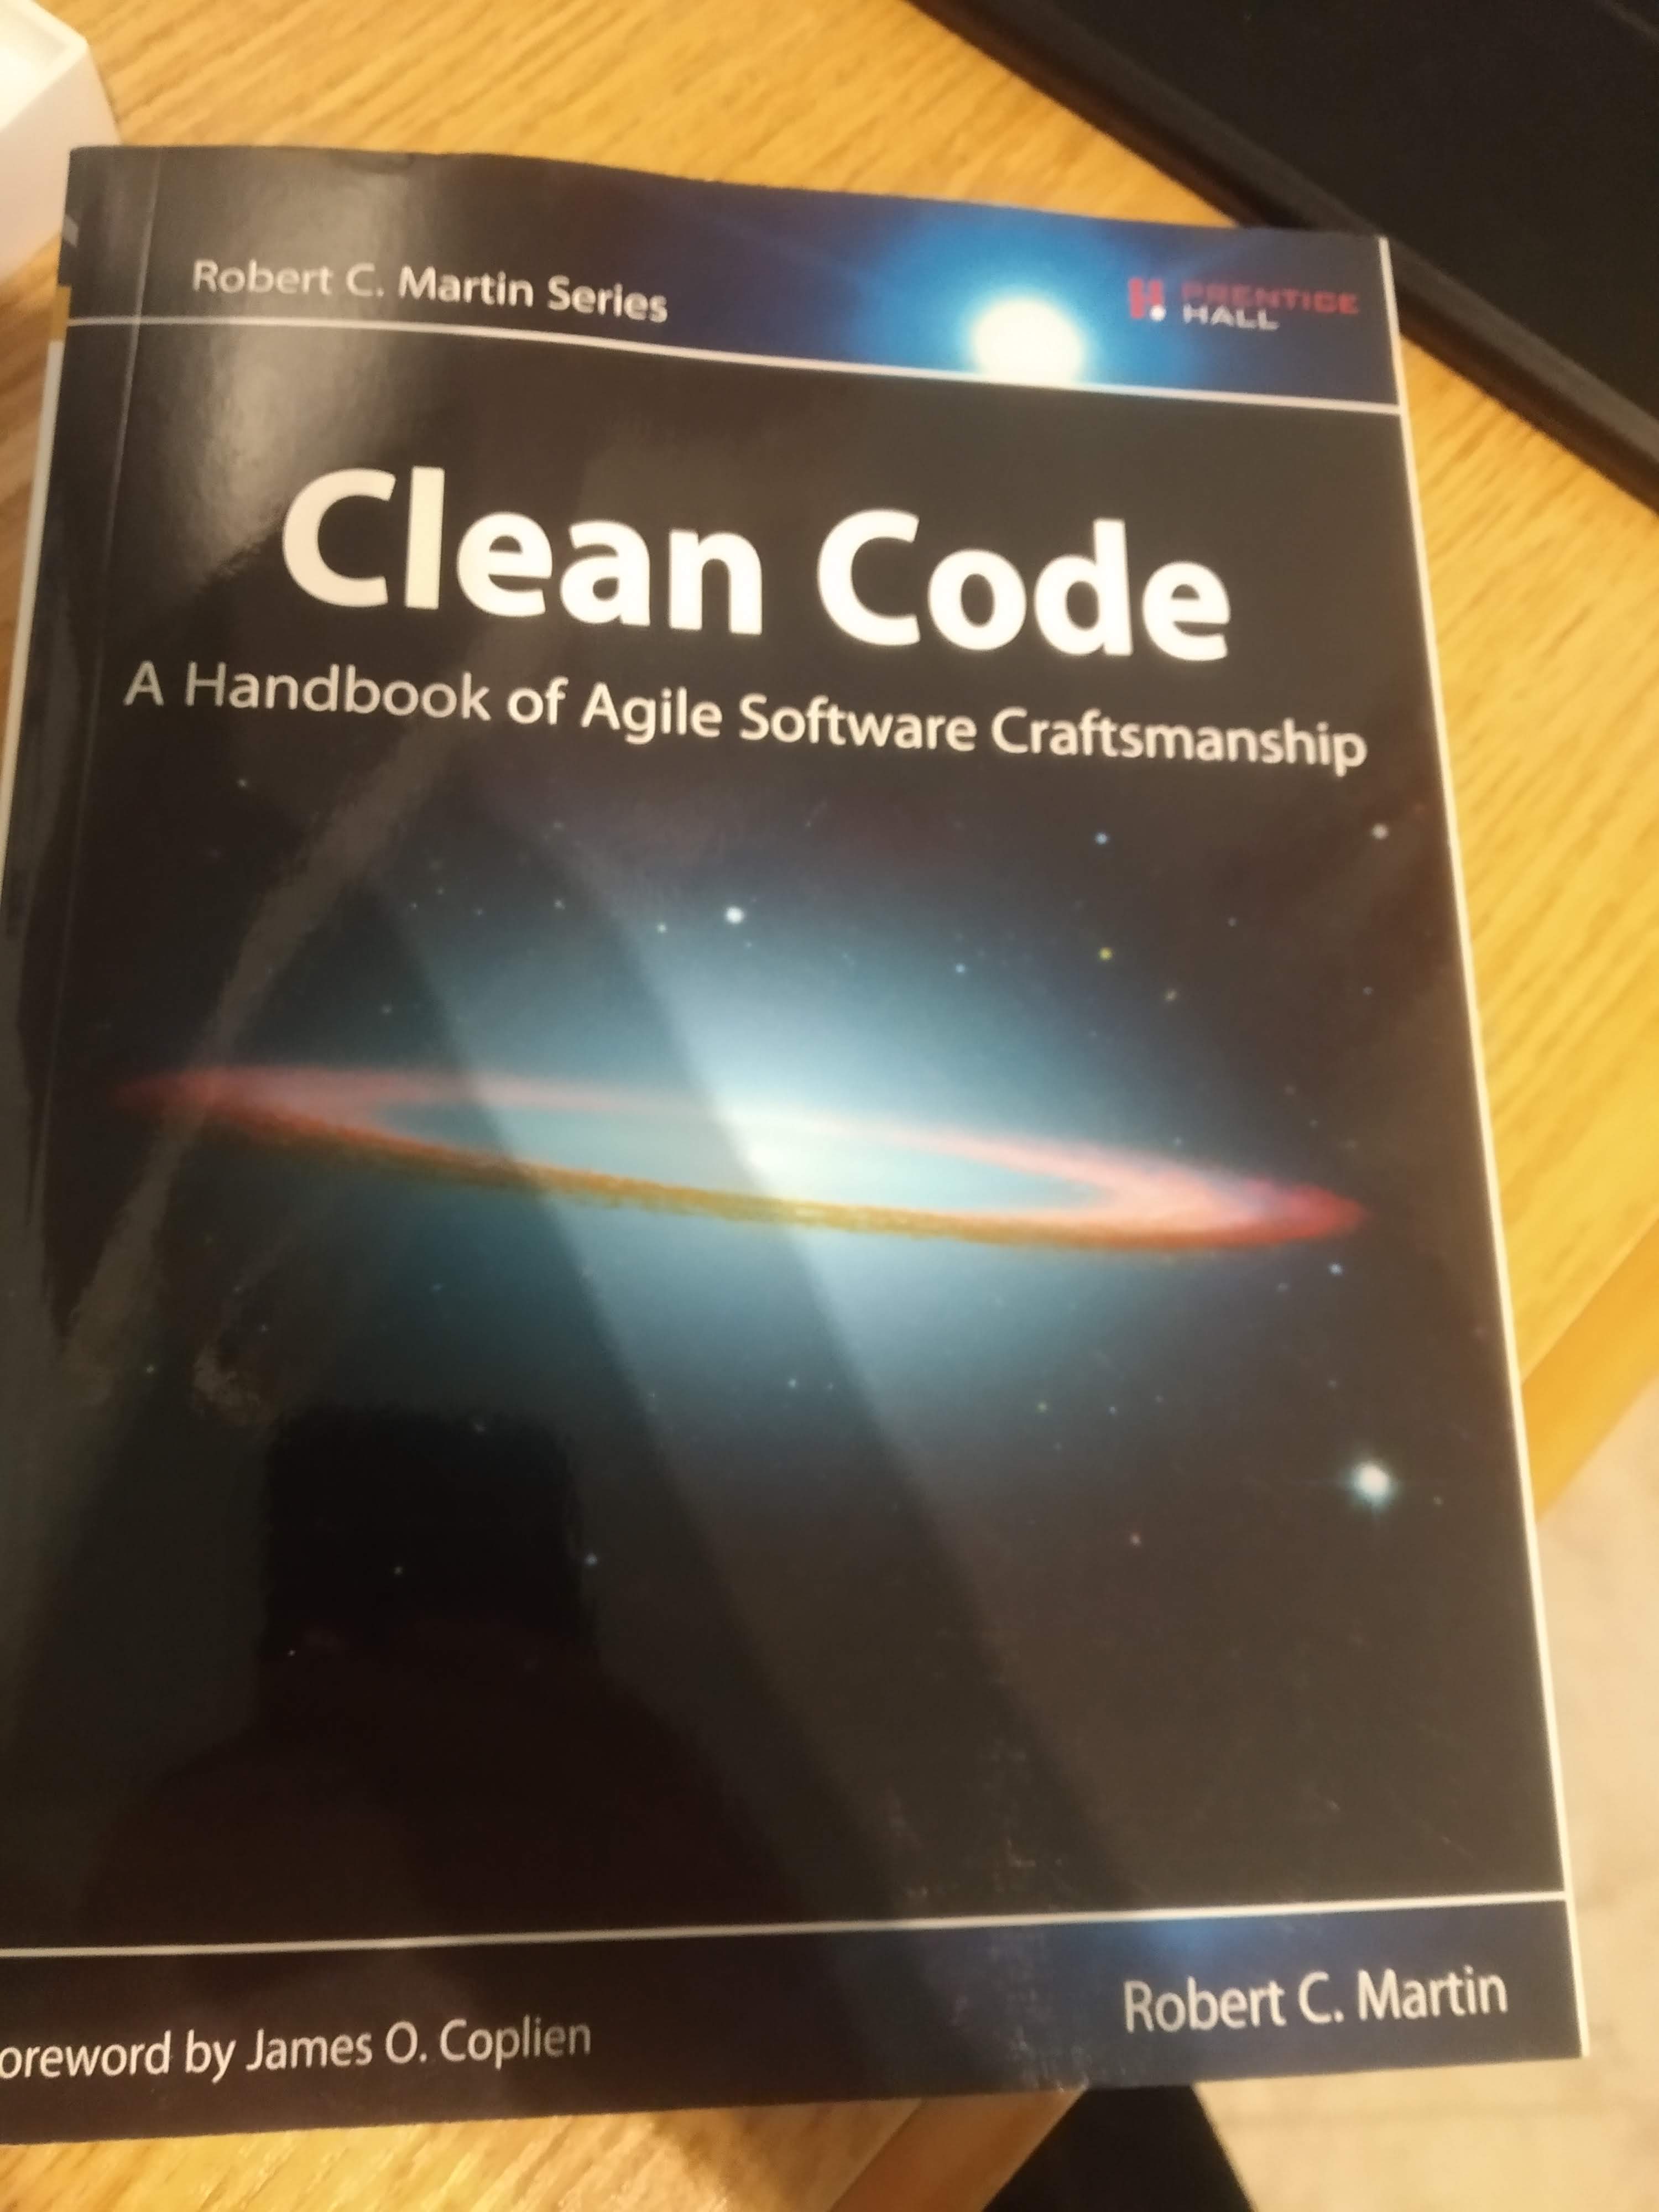 Robert C. Martin Series
PRENTICE
HALL
Clean Code
A Handbook of Agile Software Craftsmanship
oreword by James O. Coplien
Robert C. Martin